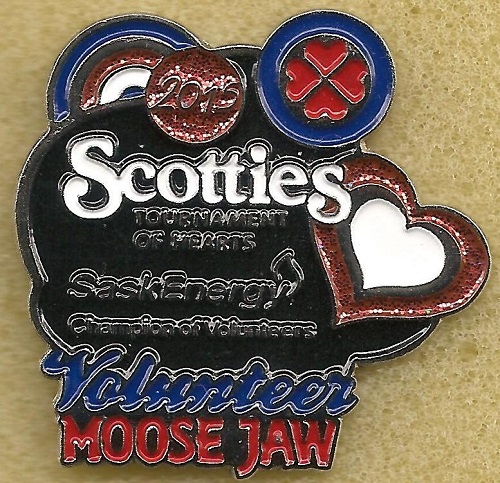 2015
Scotties
TOURNAMENT
OF HEARTS
SaskEnergy
Champion of Volunteers
Volunteer
MOOSE JAW